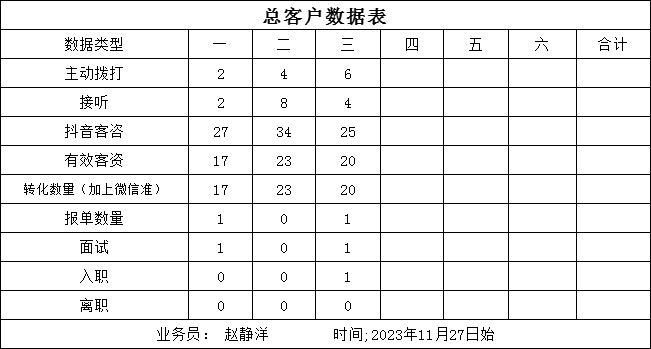 总客户数据表
数据类型 一 二 三 四 五 六 合计
主动拨打 2 4 6
接听 2 8 4
抖音客咨 27 34 25
有效客资 17 23 20
转化数量（加上微信准） 17 23 20
报单数量 1 0 1
面试 1 0 1
入职 0 0 1
离职 0 0 0
业务员： 赵静洋 时间;2023年11月27日始